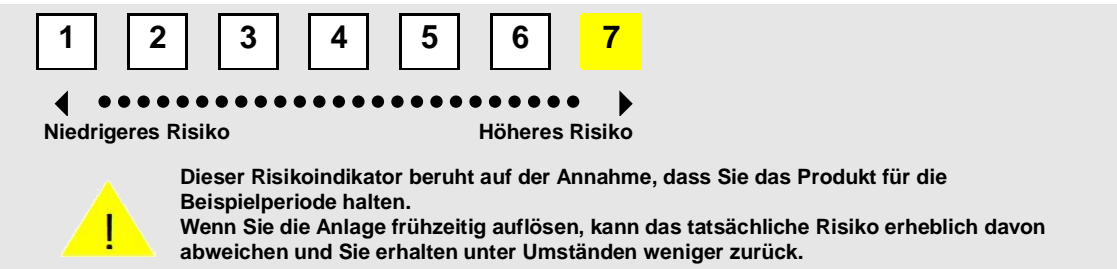 1 2 3 4 5 6 7
Niedrigeres Risiko Höheres Risiko
Dieser Risikoindikator beruht auf der Annahme, dass Sie das Produkt für die
Beispielperiode halten.
Wenn Sie die Anlage frühzeitig auflösen, kann das tatsächliche Risiko erheblich davon
abweichen und Sie erhalten unter Umständen weniger zurück.
!